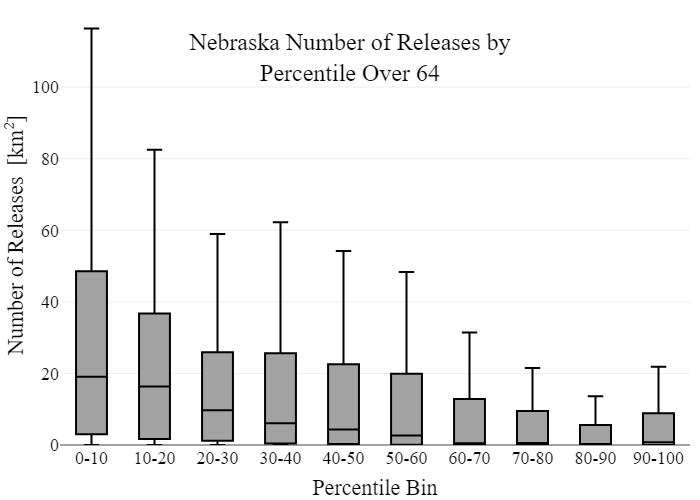 Nebraska Number of Releases by
Percentile Over 64
Number of Releases [km²]
100
80
60
40
20
0
0-10 10-20 20-30 30-40 40-50 50-60 60-70 70-80 80-90 90-100
Percentile Bin